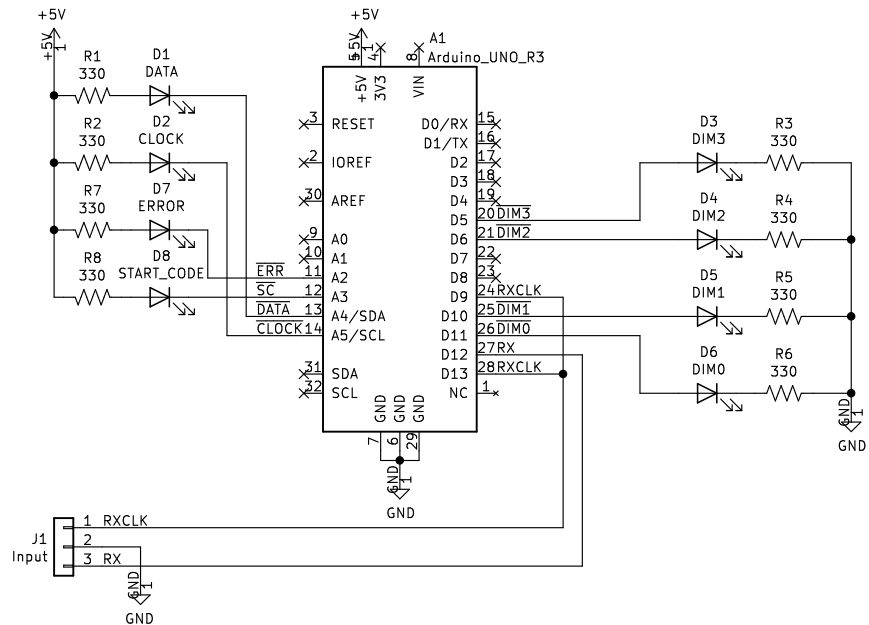 +5V
+5V
1
R1
330
D1
DATA
R2
330
D2
CLOCK
R7
330
D7
ERROR
R8
330
D8
START_CODE
ERR
SC
DATA
CLOCK
+5V
+5V
A1
Arduino_UNO_R3
5
1
4
8
+5V
3V3
VIN
3 RESET
2 IOREF
30 AREF
9 A0
10 A1
11 A2
12 A3
13 A4/SDA
14 A5/SCL
31 SDA
32 SCL
D0/RX 15
D1/TX 16
D2 17
D3 18
D4 19
D5 20 DIM3
D6 21 DIM2
D7 22
D8 23
D9 24 RXCLK
D10 25 DIM1
D11 26 DIM0
D12 27 RX
D13 28 RXCLK
NC 1
GND
GND
GND
7
6
29
GND
1
GND
D3
DIM3
R3
330
D4
DIM2
R4
330
D5
DIM1
R5
330
D6
DIM0
R6
330
GND
1
GND
J1
Input
1 RXCLK
2
3 RX
GND
1
GND